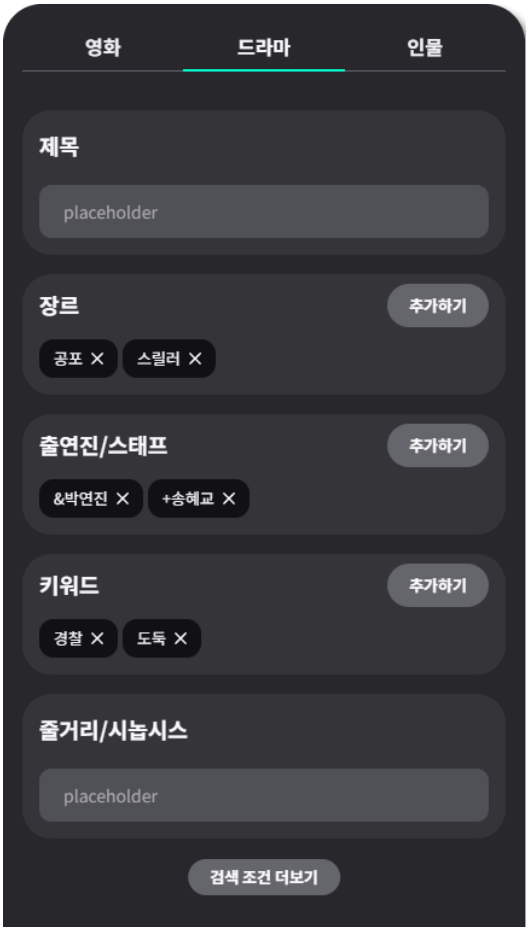 영화 드라마 인물
제목
placeholder
장르 추가하기
공포 × 스릴러 ×
출연진/스태프 추가하기
&박연진 × +송혜교 ×
키워드 추가하기
경찰 × 도둑 ×
줄거리/시놉시스
placeholder
검색 조건 더보기